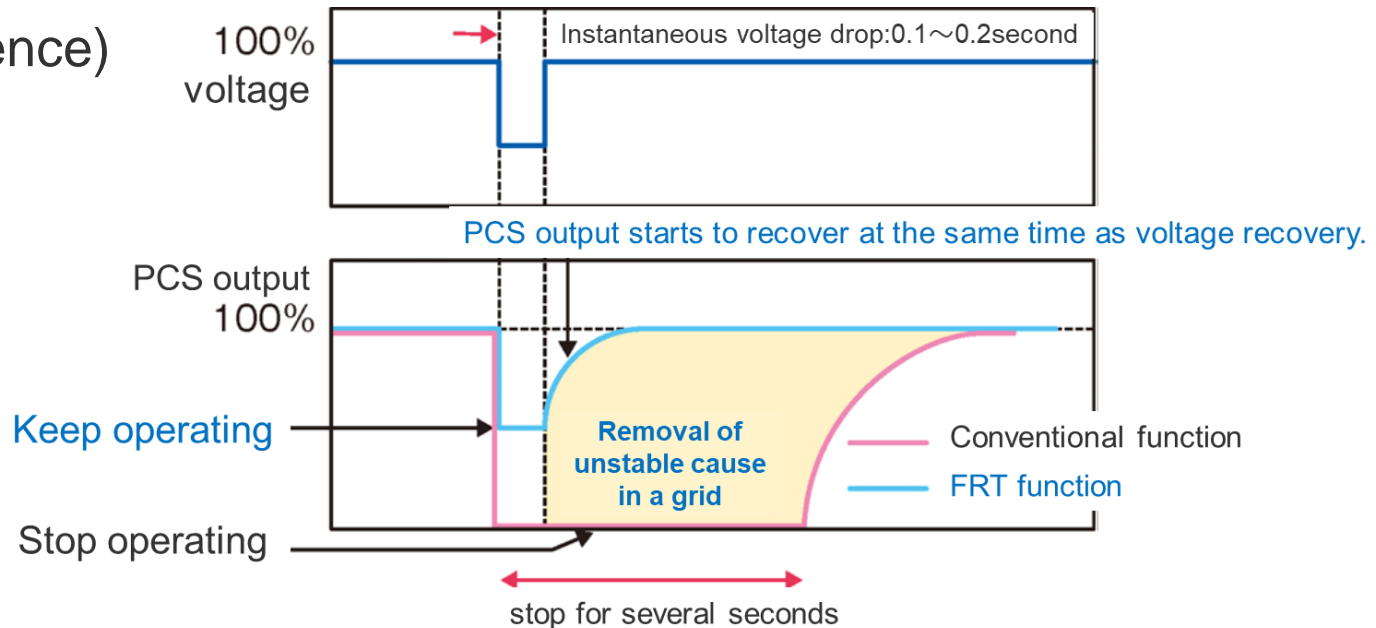 ence)
100%
voltage
Instantaneous voltage drop:0.1～0.2second
PCS output starts to recover at the same time as voltage recovery.
PCS output
100%
Keep operating
Removal of
unstable cause
in a grid
Conventional function
FRT function
Stop operating
stop for several seconds